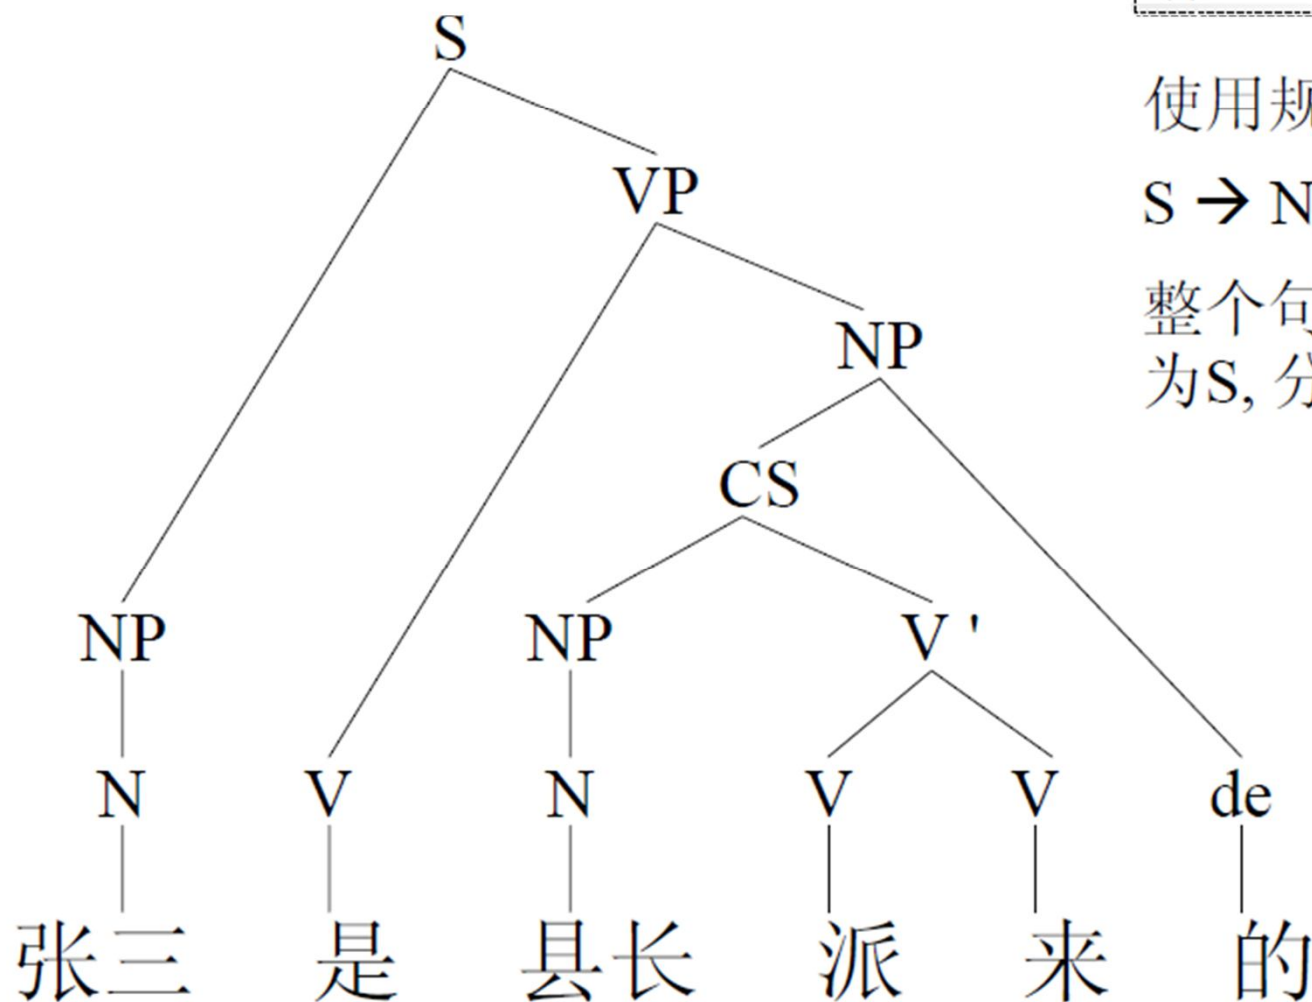 S
使用规
VP
S → N
整个句
NP
为S, 分
CS
NP NP V '
N V N V V de
张三 是 县长 派 来 的